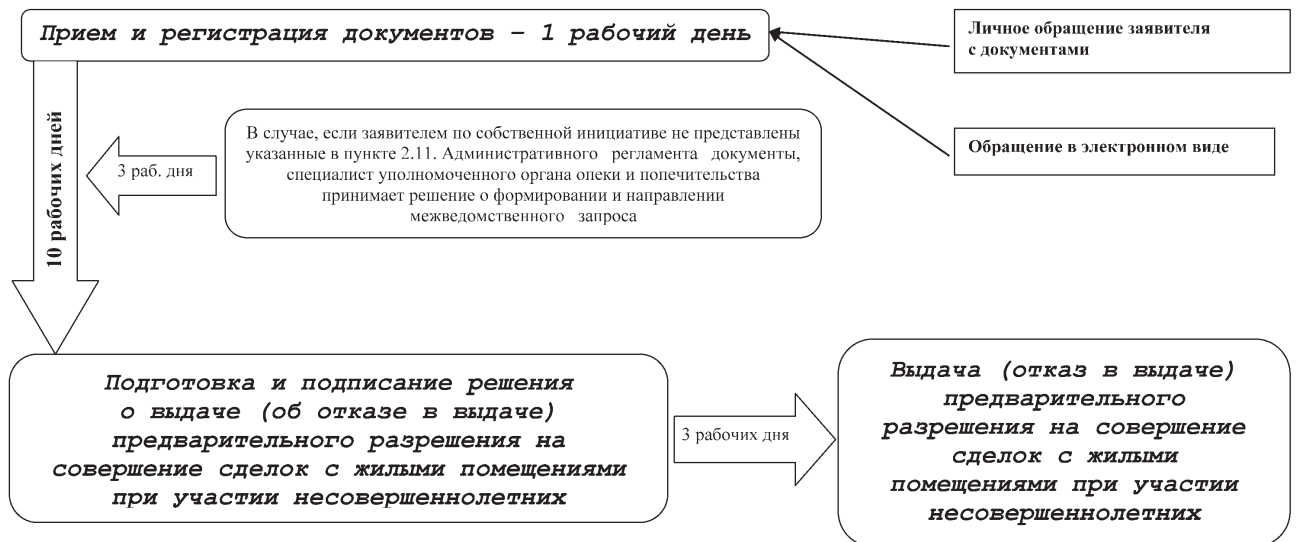 Прием и регистрация документов – 1 рабочий день
Личное обращение заявителя
с документами
Обращение в электронном виде
10 рабочих дней
3 раб. дня
В случае, если заявителем по собственной инициативе не представлены
указанные в пункте 2.11. Административного регламента документы,
специалист уполномоченного органа опеки и попечительства
принимает решение о формировании и направлении
межведомственного запроса
Подготовка и подписание решения
о выдаче (об отказе в выдаче)
предварительного разрешения на
совершение сделок с жилыми помещениями
при участии несовершеннолетних
3 рабочих дня
Выдача (отказ в выдаче)
предварительного
разрешения на совершение
сделок с жилыми
помещениями при участии
несовершеннолетних